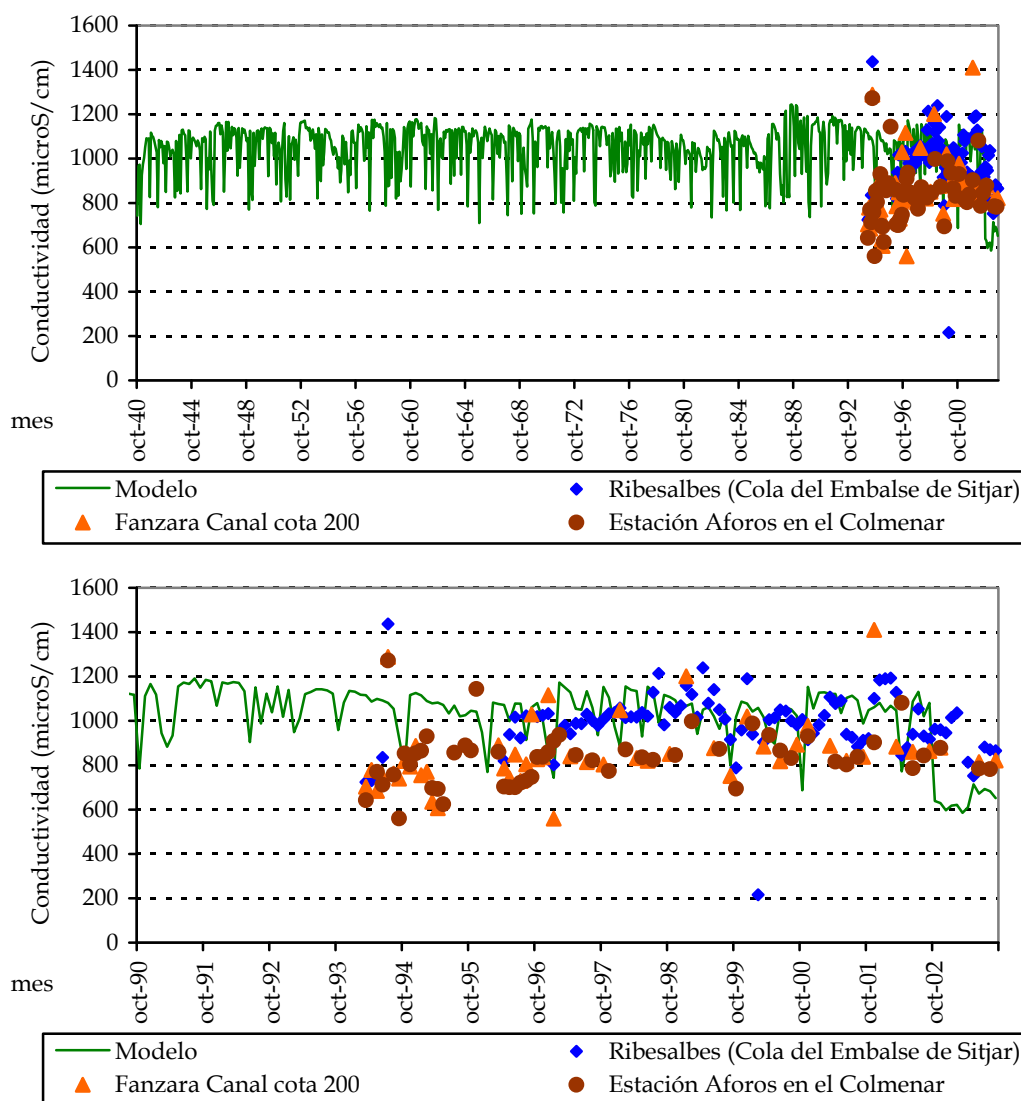 Conductividad (microS/cm)
1600
1400
1200
1000
800
600
400
200
0
mes
oct-40
oct-44
oct-48
oct-52
oct-56
oct-60
oct-64
oct-68
oct-72
oct-76
oct-80
oct-84
oct-88
oct-92
oct-96
oct-00
Modelo
Ribesalbes (Cola del Embalse de Sitjar)
Fanzara Canal cota 200
Estación Aforos en el Colmenar
Conductividad (microS/cm)
1600
1400
1200
1000
800
600
400
200
0
mes
oct-90
oct-91
oct-92
oct-93
oct-94
oct-95
oct-96
oct-97
oct-98
oct-99
oct-00
oct-01
oct-02
Modelo
Ribesalbes (Cola del Embalse de Sitjar)
Fanzara Canal cota 200
Estación Aforos en el Colmenar